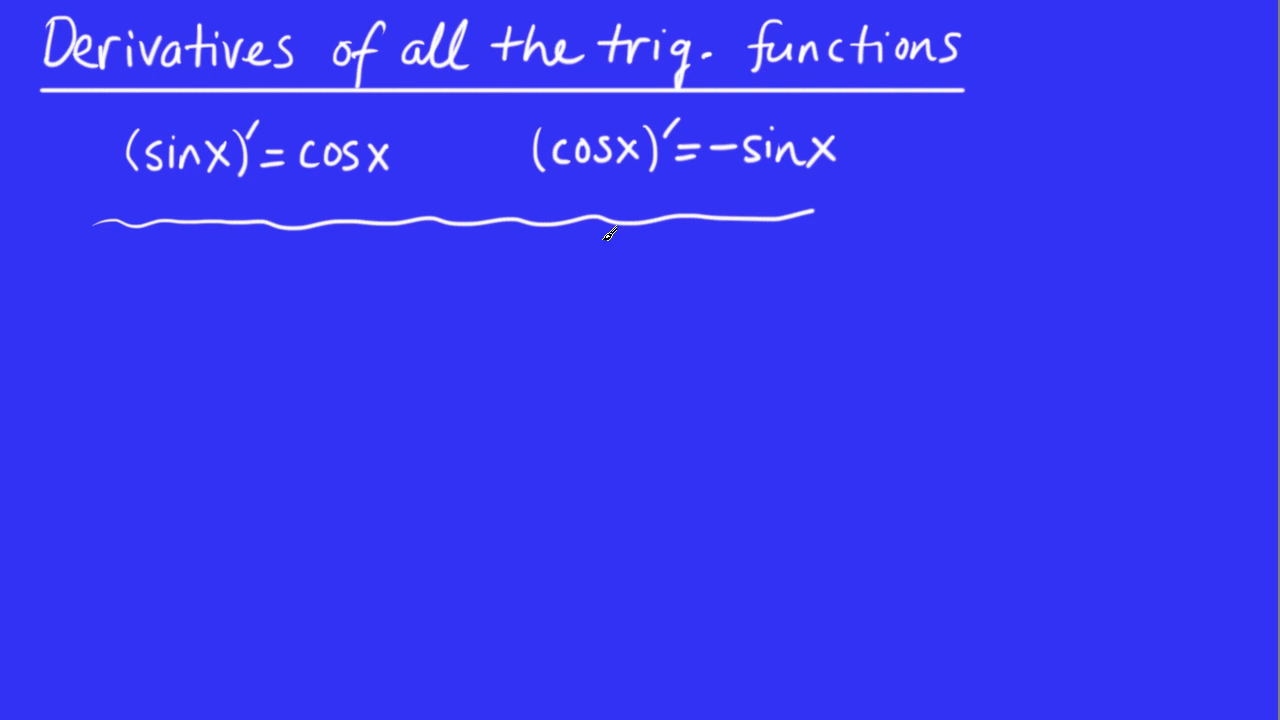 Derivatives of all the trig. functions
(sinx)′ = cosx (cosx)′ = -sinx